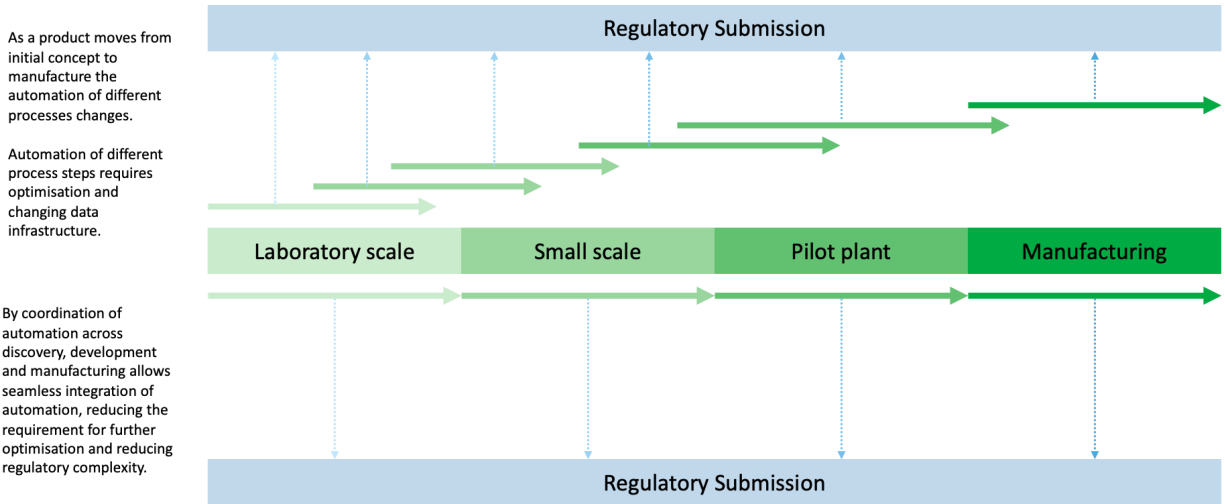 Regulatory Submission
As a product moves from
initial concept to
manufacture the
automation of different
processes changes.
Automation of different
process steps requires
optimisation and
changing data
infrastructure.
Laboratory scale
Small scale
Pilot plant
Manufacturing
By coordination of
automation across
discovery, development
and manufacturing allows
seamless integration of
automation, reducing the
requirement for further
optimisation and reducing
regulatory complexity.
Regulatory Submission